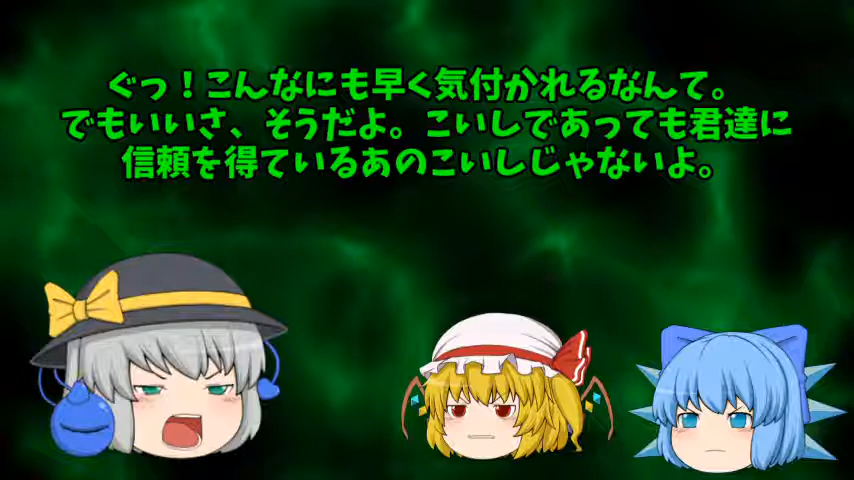 ぐっ！こんなにも早く気付かれるなんて。
でもいいさ、そうだよ。こいしであっても君達に
信頼を得ているあのこいしじゃないよ。